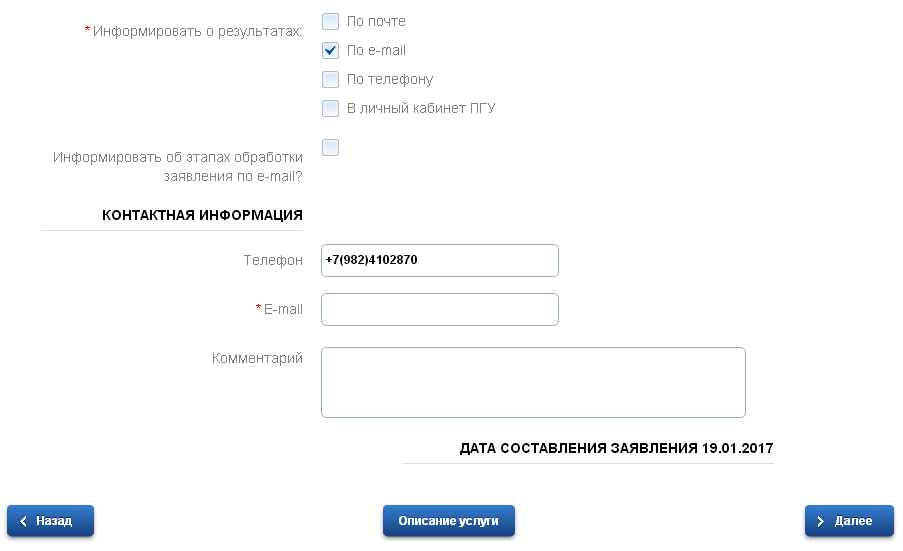 * Информировать о результатах:
По почте
По e-mail
По телефону
В личный кабинет ПГУ
Информировать об этапах обработки
заявления по e-mail?
КОНТАКТНАЯ ИНФОРМАЦИЯ
Телефон
+7(982)4102870
* E-mail
Комментарий
ДАТА СОСТАВЛЕНИЯ ЗАЯВЛЕНИЯ 19.01.2017
Назад
Описание услуги
Далее